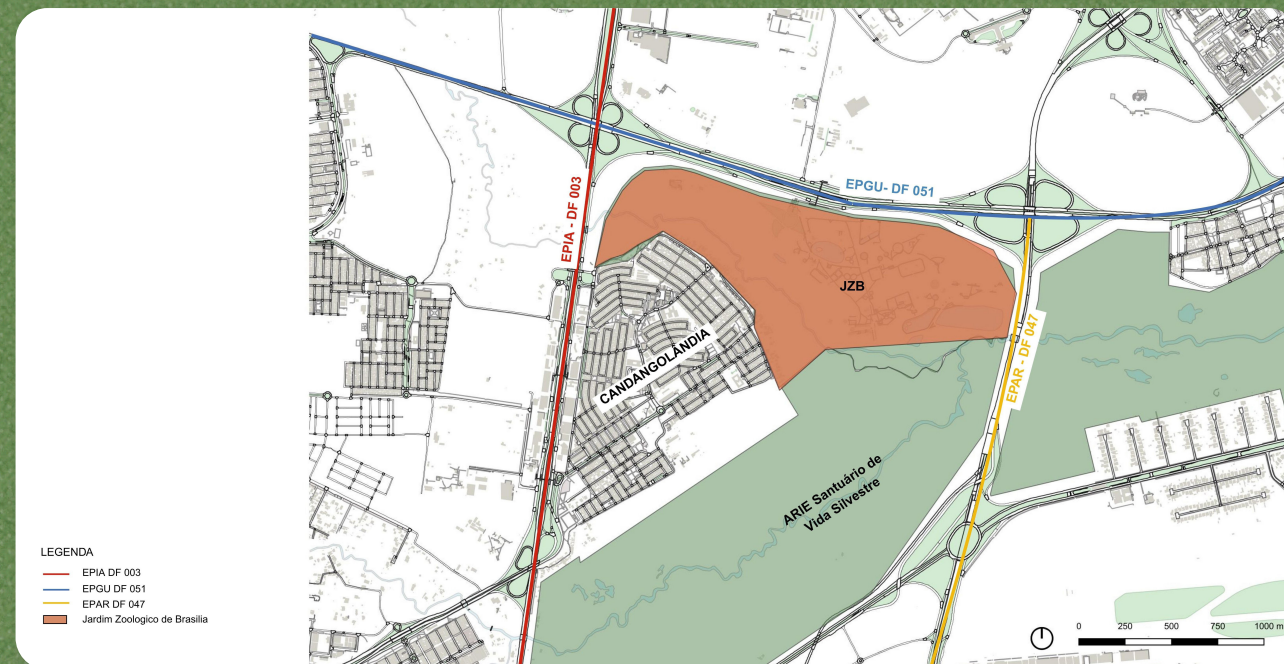 EPIA - DF 003
EPGU- DF 051
JZB
CANDANGOLANDIA
EPAR - DF 047
ARIE Santuário de
Vida Silvestre
LEGENDA
EPIA DF 003
EPGU DF 051
EPAR DF 047
Jardim Zoologico de Brasilia
0 250 500 750 1000 m